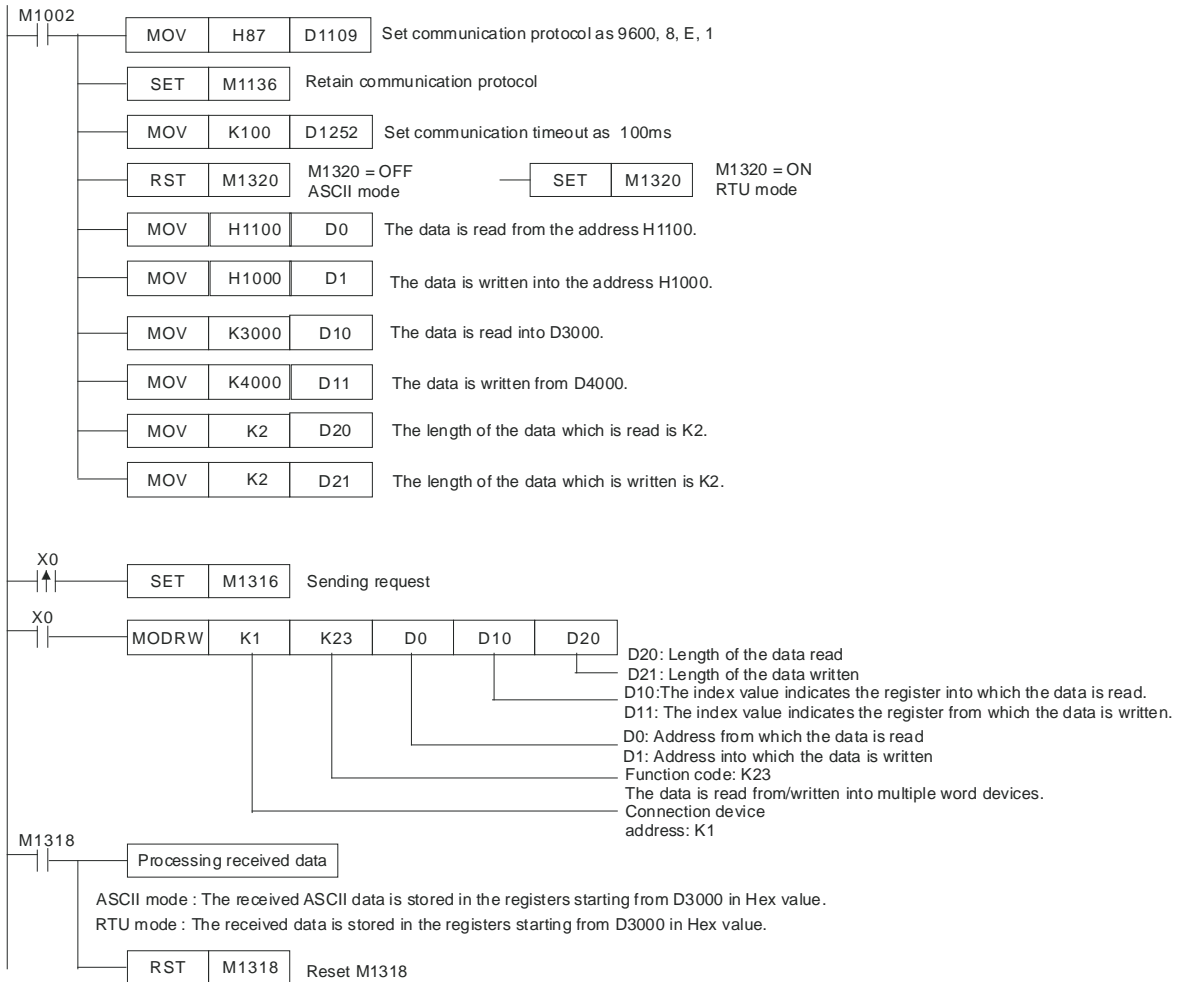 M1002
MOV H87 D1109 Set communication protocol as 9600, 8, E, 1
SET M1136 Retain communication protocol
MOV K100 D1252 Set communication timeout as 100ms
RST M1320 M1320 = OFF
ASCII mode
SET M1320 M1320 = ON
RTU mode
MOV H1100 D0 The data is read from the address H1100.
MOV H1000 D1 The data is written into the address H1000.
MOV K3000 D10 The data is read into D3000.
MOV K4000 D11 The data is written from D4000.
MOV K2 D20 The length of the data which is read is K2.
MOV K2 D21 The length of the data which is written is K2.
X0
SET M1316 Sending request
X0
MODRW K1 K23 D0 D10 D20
D20: Length of the data read
D21: Length of the data written
D10:The index value indicates the register into which the data is read.
D11: The index value indicates the register from which the data is written.
D0: Address from which the data is read
D1: Address into which the data is written
Function code: K23
The data is read from/written into multiple word devices.
Connection device
address: K1
M1318
Processing received data
ASCII mode : The received ASCII data is stored in the registers starting from D3000 in Hex value.
RTU mode : The received data is stored in the registers starting from D3000 in Hex value.
RST M1318 Reset M1318